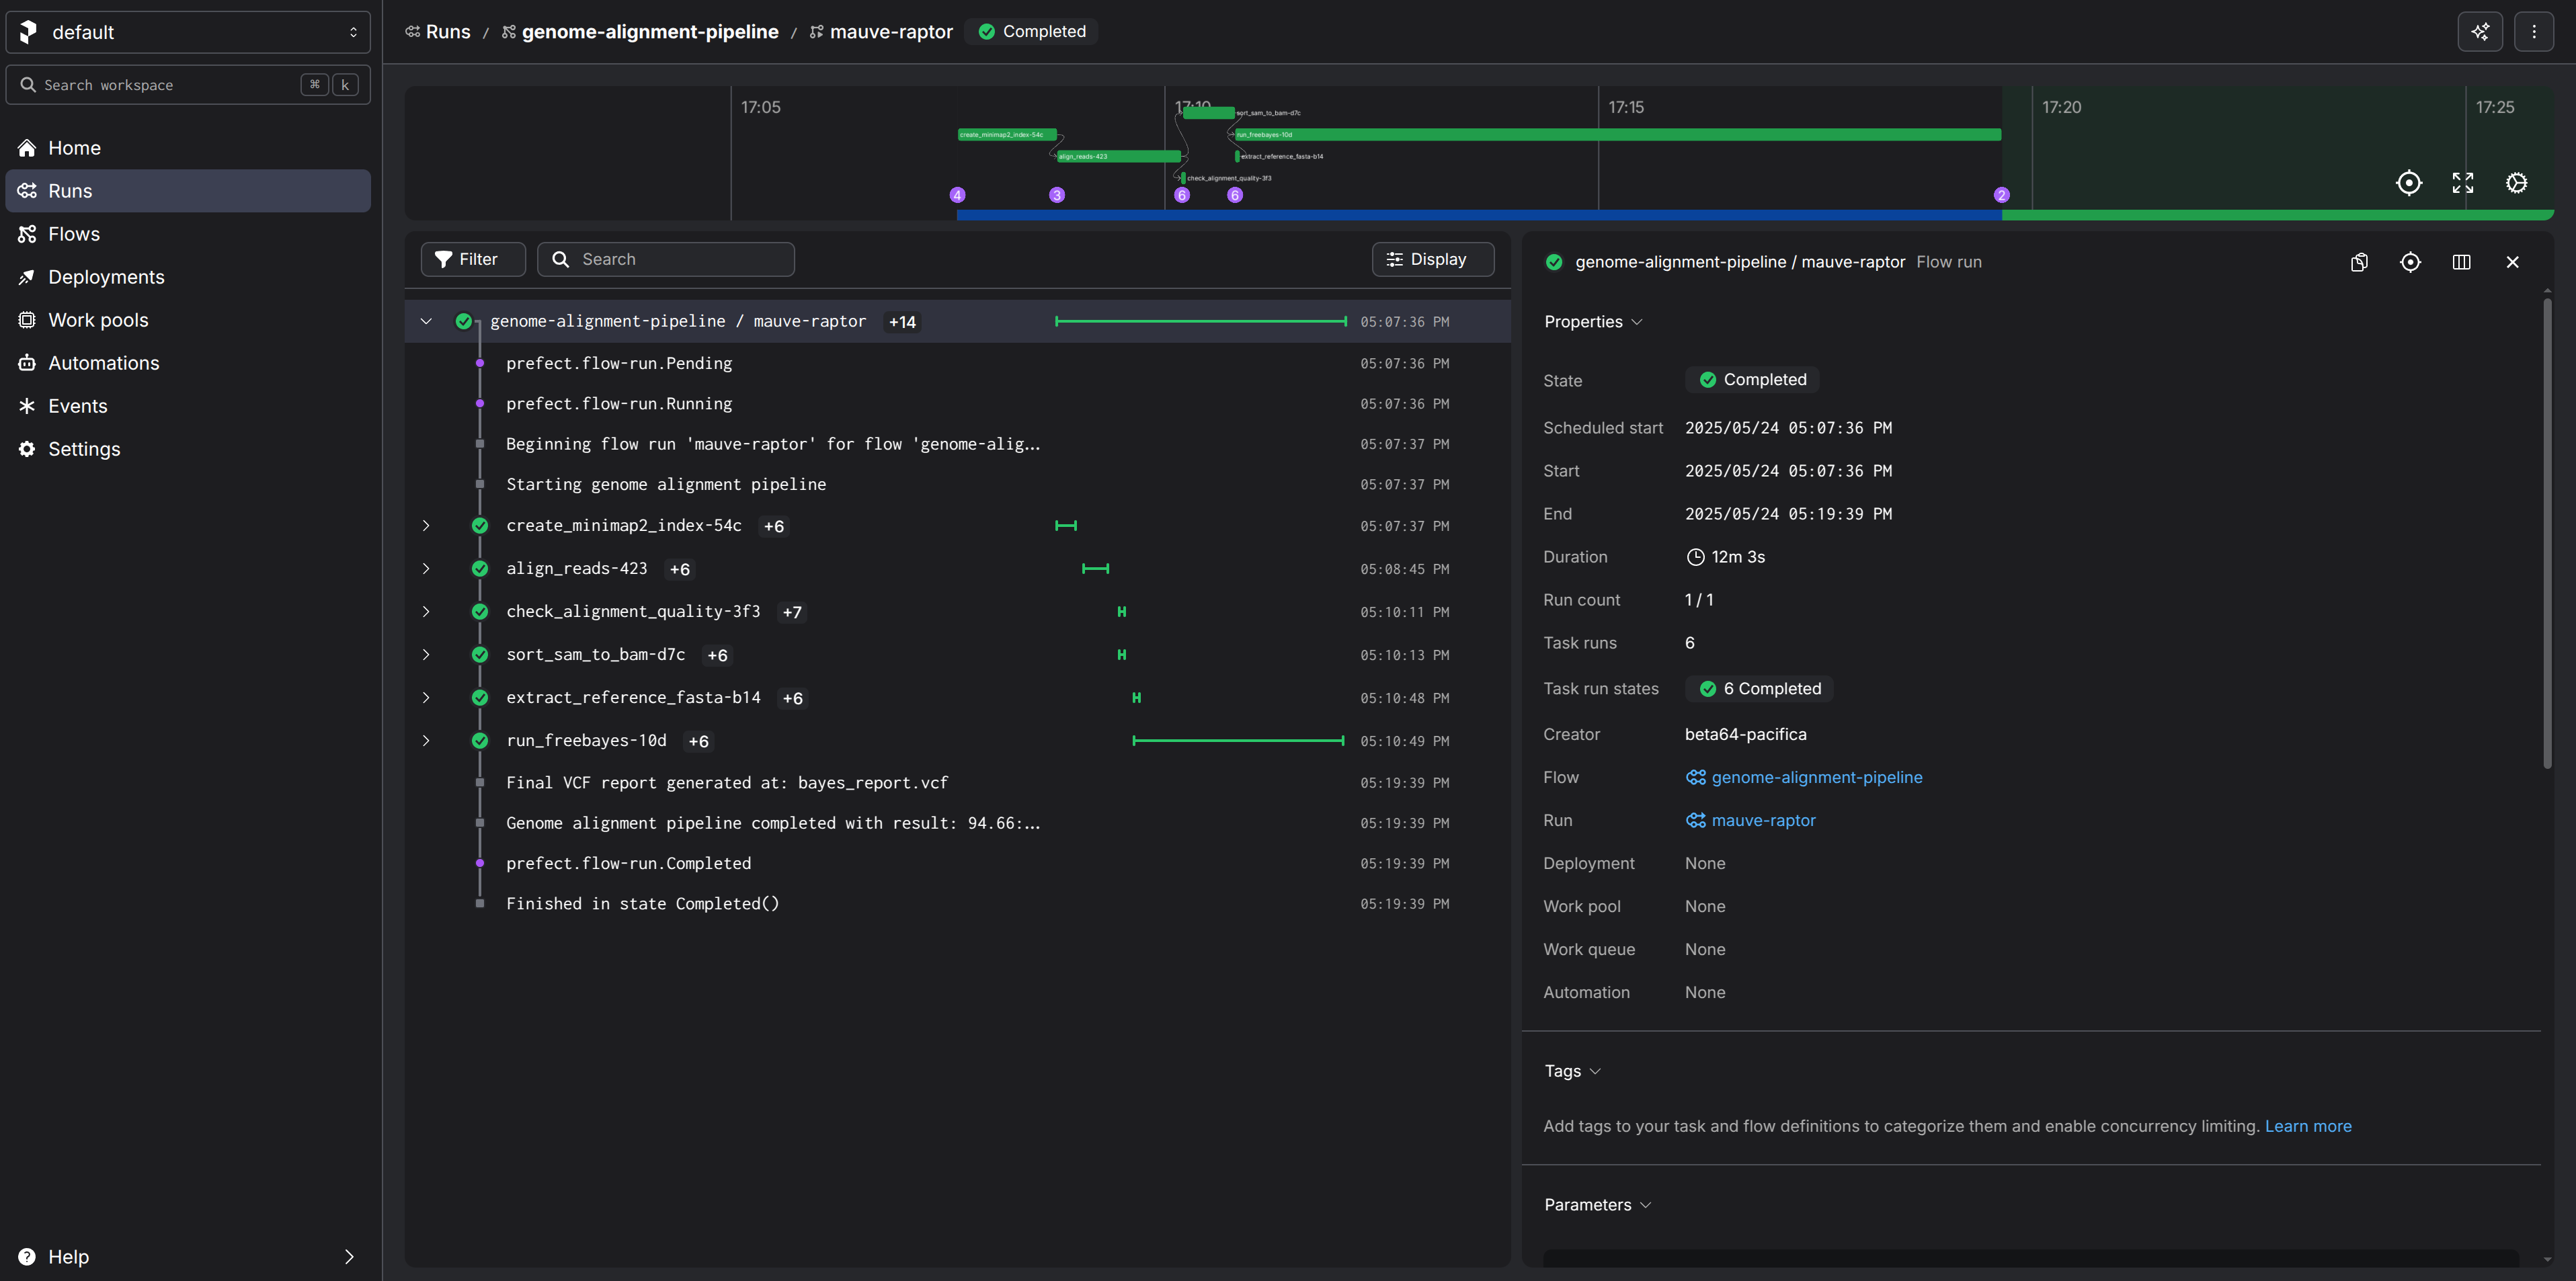 default
Search workspace
⌘ k
Home
Runs
Flows
Deployments
Work pools
Automations
Events
Settings
Help
Runs / genome-alignment-pipeline / mauve-raptor Completed
17:05
17:10
17:15
17:20
17:25
sort_sam_to_bam-d7c
create_minimap2_index-54c
run_freebayes-10d
align_reads-423
extract_reference_fasta-b14
check_alignment_quality-3f3
4
3
6
6
2
Filter
Search
Display
genome-alignment-pipeline / mauve-raptor +14 05:07:36 PM
prefect.flow-run.Pending 05:07:36 PM
prefect.flow-run.Running 05:07:36 PM
Beginning flow run 'mauve-raptor' for flow 'genome-alig... 05:07:37 PM
Starting genome alignment pipeline 05:07:37 PM
create_minimap2_index-54c +6 05:07:37 PM
align_reads-423 +6 05:08:45 PM
check_alignment_quality-3f3 +7 05:10:11 PM
sort_sam_to_bam-d7c +6 05:10:13 PM
extract_reference_fasta-b14 +6 05:10:48 PM
run_freebayes-10d +6 05:10:49 PM
Final VCF report generated at: bayes_report.vcf 05:19:39 PM
Genome alignment pipeline completed with result: 94.66:... 05:19:39 PM
prefect.flow-run.Completed 05:19:39 PM
Finished in state Completed() 05:19:39 PM
genome-alignment-pipeline / mauve-raptor Flow run
Properties
State Completed
Scheduled start 2025/05/24 05:07:36 PM
Start 2025/05/24 05:07:36 PM
End 2025/05/24 05:19:39 PM
Duration 12m 3s
Run count 1 / 1
Task runs 6
Task run states 6 Completed
Creator beta64-pacifica
Flow genome-alignment-pipeline
Run mauve-raptor
Deployment None
Work pool None
Work queue None
Automation None
Tags
Add tags to your task and flow definitions to categorize them and enable concurrency limiting. Learn more
Parameters